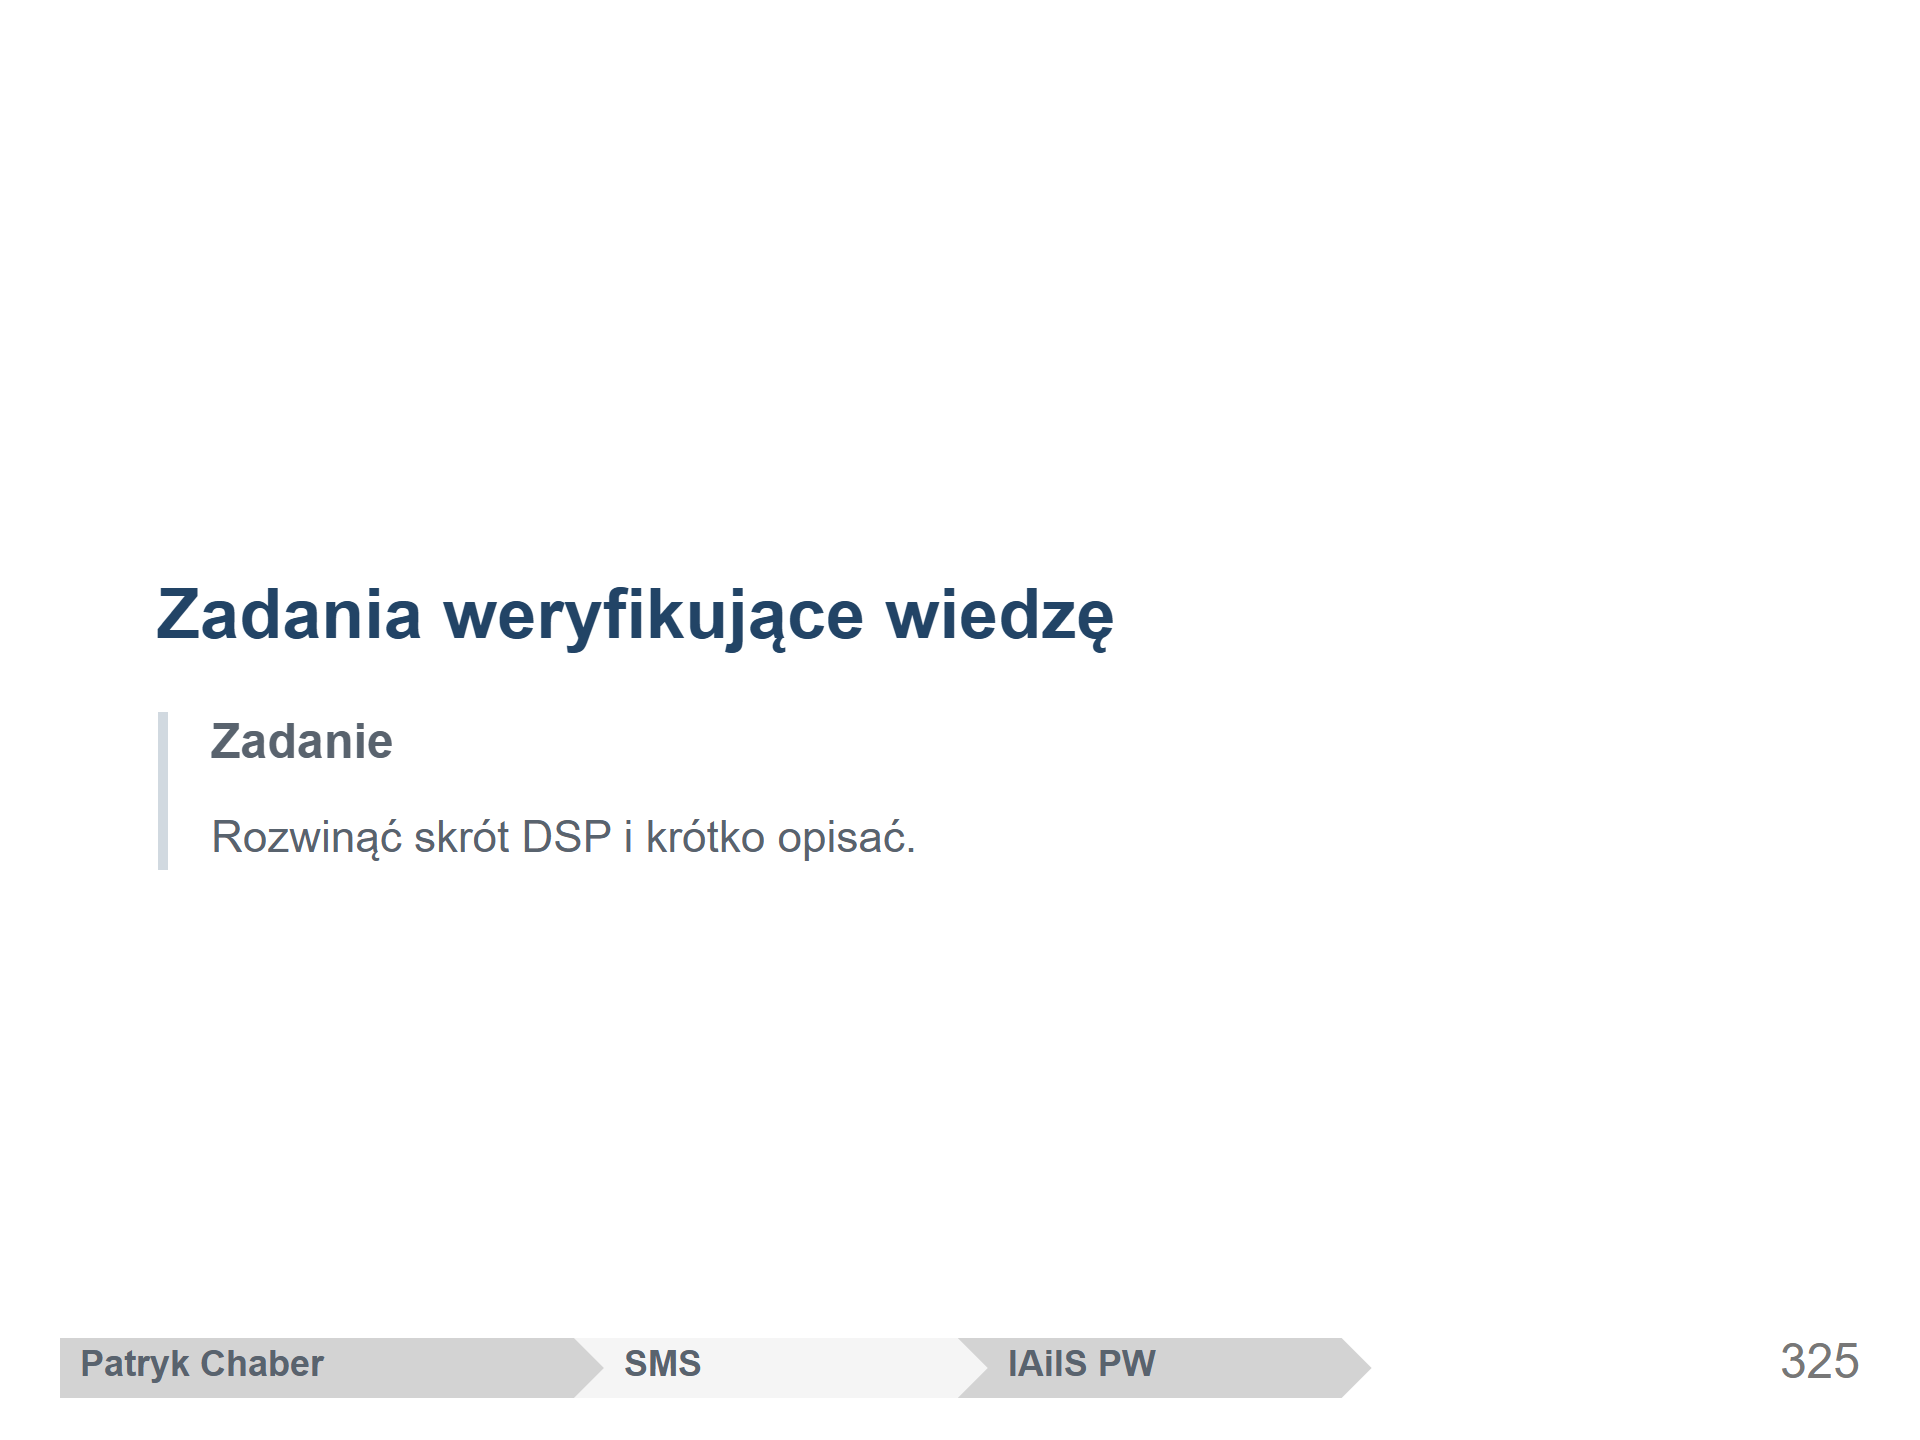 Zadania weryfikujące wiedzę
Zadanie
Rozwinąć skrót DSP i krótko opisać.
Patryk Chaber
SMS
IAiIS PW
325